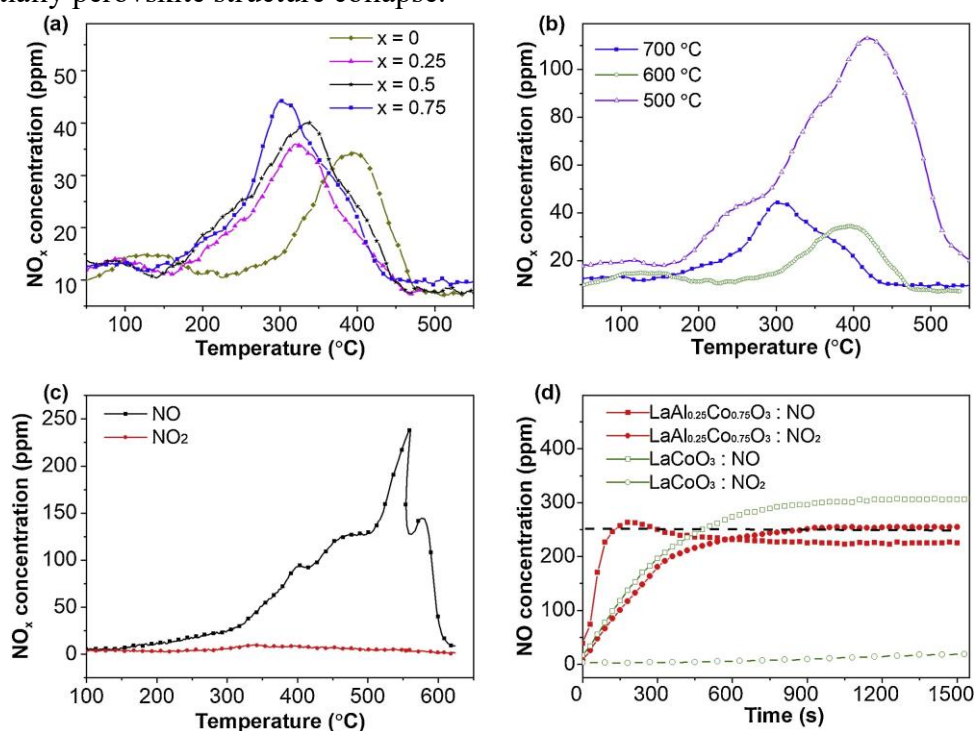 tially perovskite structure collapse.
(a)
x = 0
x = 0.25
x = 0.5
x = 0.75
50
40
30
20
10
NOx concentration (ppm)
100 200 300 400 500
Temperature (°C)
(b)
700 °C
600 °C
500 °C
100
80
60
40
20
NOx concentration (ppm)
100 200 300 400 500
Temperature (°C)
(c)
NO
NO2
250
200
150
100
50
0
NOx concentration (ppm)
100 200 300 400 500 600
Temperature (°C)
(d)
LaAl0.25Co0.75O3 : NO
LaAl0.25Co0.75O3 : NO2
LaCoO3 : NO
LaCoO3 : NO2
400
300
200
100
0
NO concentration (ppm)
0 300 600 900 1200 1500
Time (s)